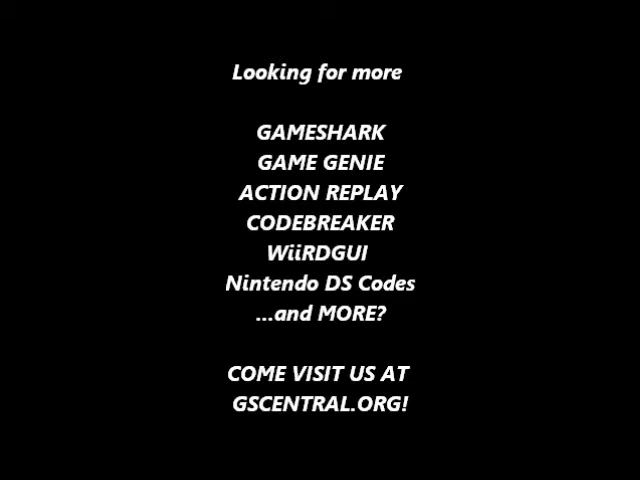 Looking for more
GAMESHARK
GAME GENIE
ACTION REPLAY
CODEBREAKER
WiiRDGUI
Nintendo DS Codes
...and MORE?
COME VISIT US AT
GSCENTRAL.ORG!